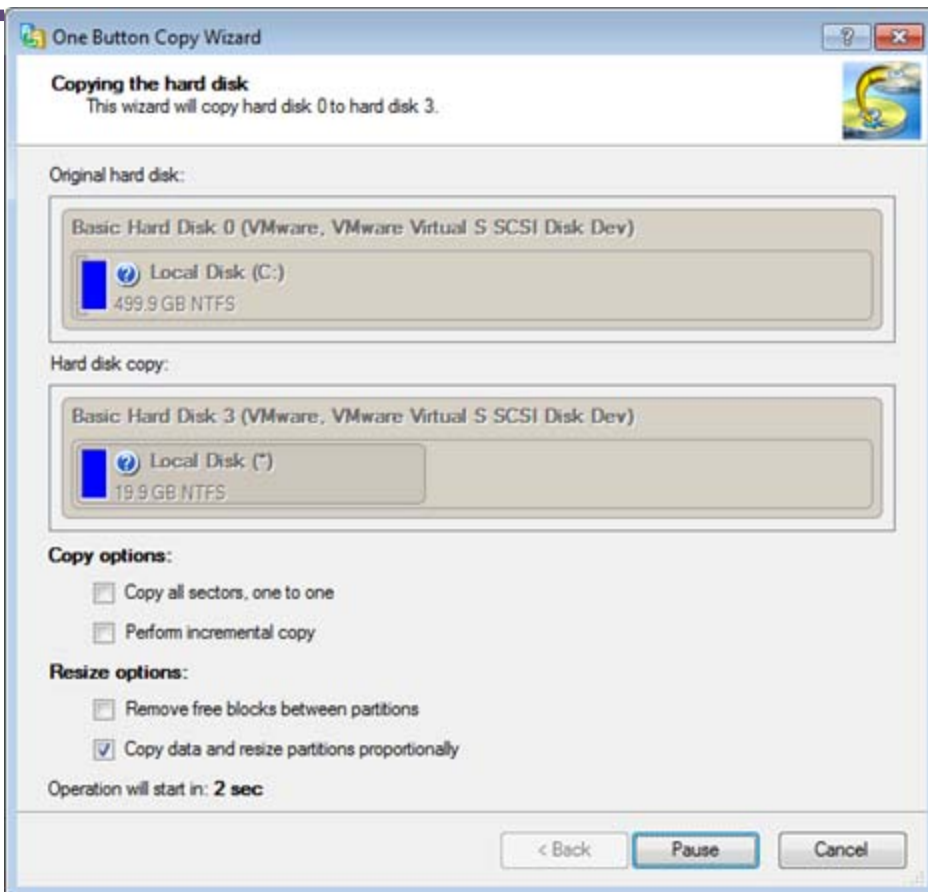 One Button Copy Wizard
Copying the hard disk
This wizard will copy hard disk 0 to hard disk 3.
Original hard disk:
Basic Hard Disk 0 (VMware, VMware Virtual S SCSI Disk Dev)
Local Disk (C:)
499.9 GB NTFS
Hard disk copy:
Basic Hard Disk 3 (VMware, VMware Virtual S SCSI Disk Dev)
Local Disk (*)
19.9 GB NTFS
Copy options:
Copy all sectors, one to one
Perform incremental copy
Resize options:
Remove free blocks between partitions
Copy data and resize partitions proportionally
Operation will start in: 2 sec
< Back Pause Cancel